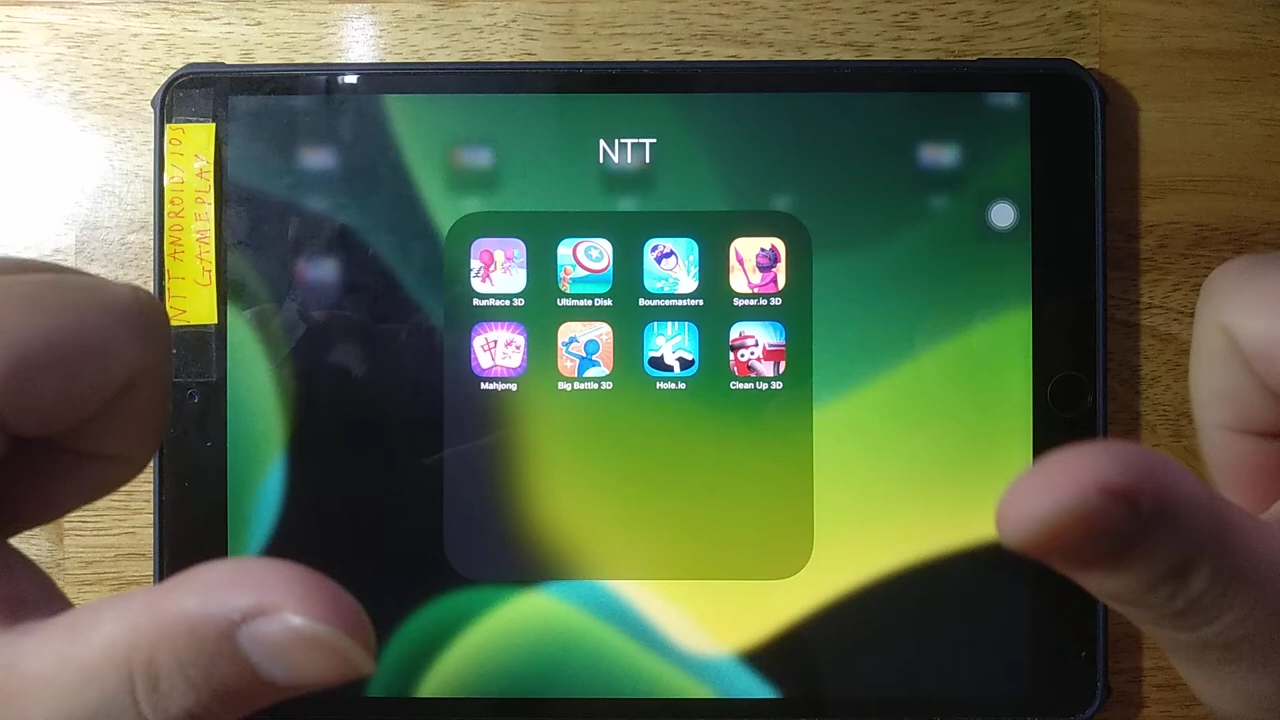 NTT ANDROID/IOS
GAMEPLAY
NTT
RunRace 3D
Ultimate Disk
Bouncemasters
Spear.io 3D
Mahjong
Big Battle 3D
Hole.io
Clean Up 3D
中